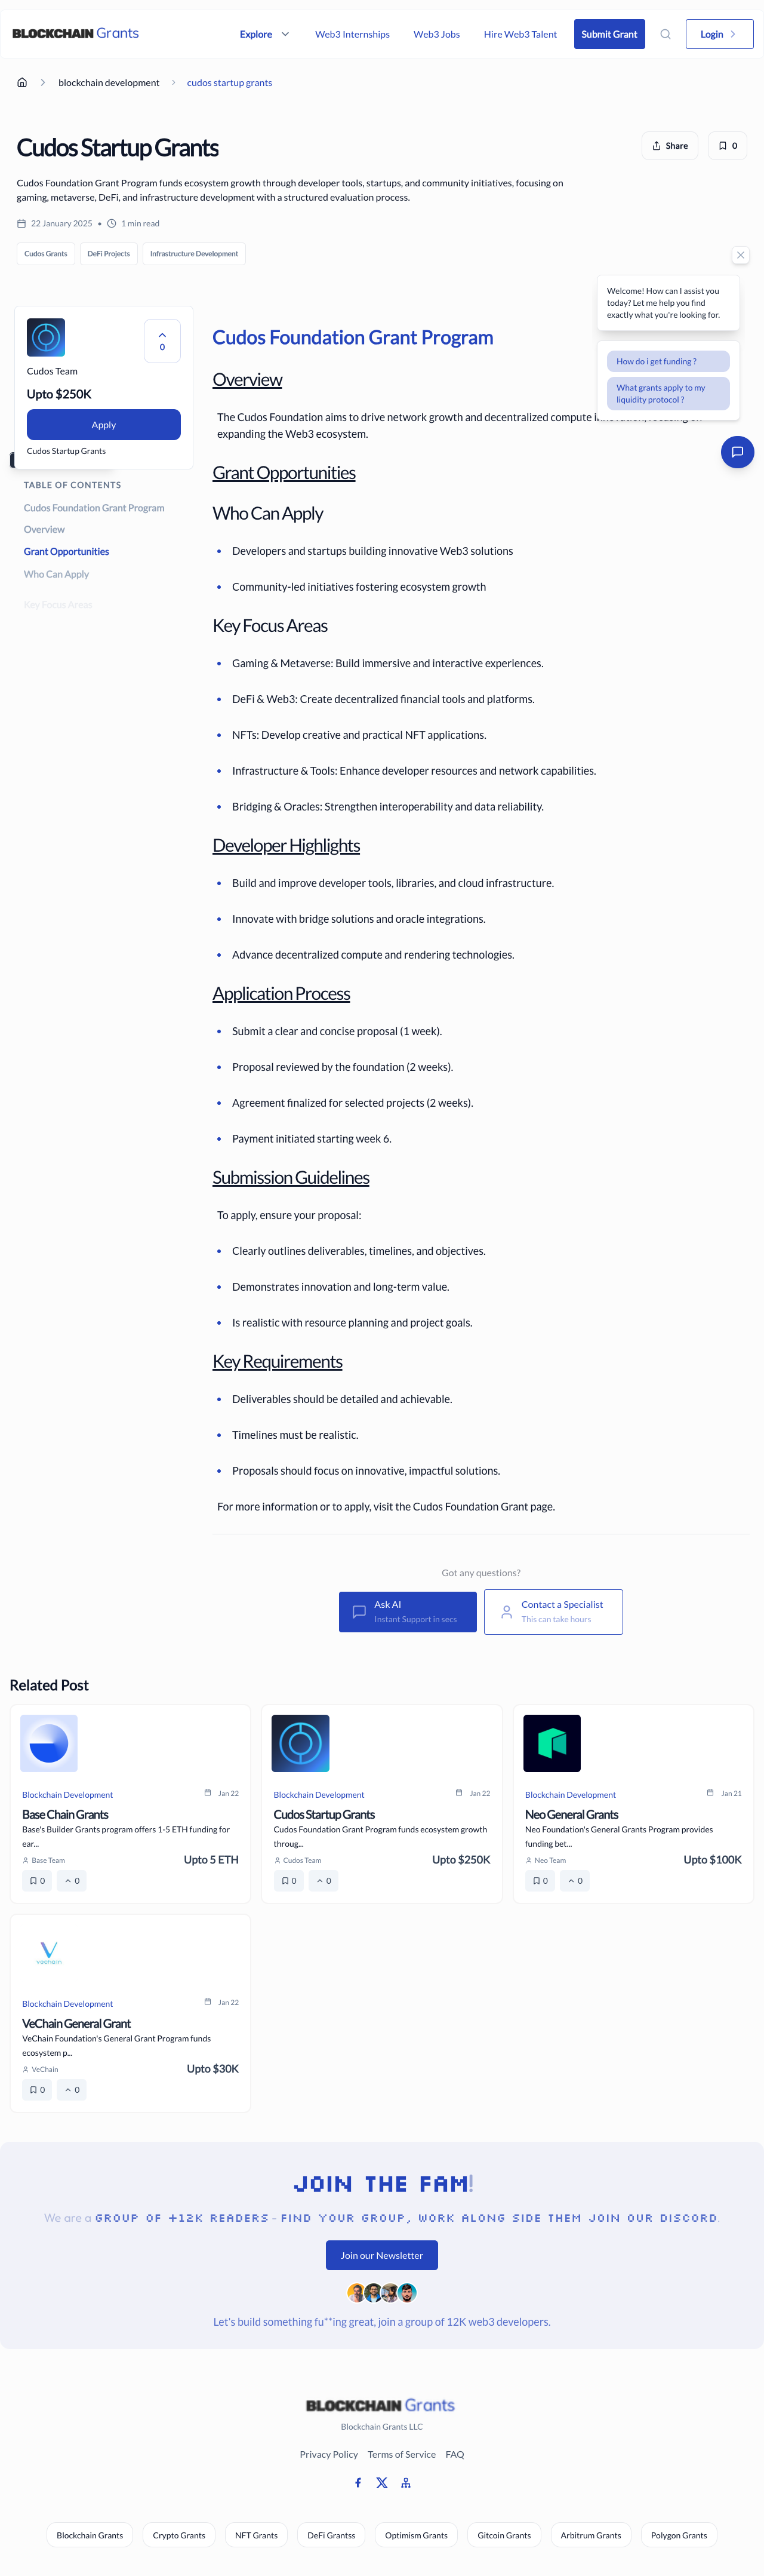 BLOCKCHAIN Grants
Explore
Web3 Internships
Web3 Jobs
Hire Web3 Talent
Submit Grant
Login
blockchain development
cudos startup grants
Cudos Startup Grants
Share
0
Cudos Foundation Grant Program funds ecosystem growth through developer tools, startups, and community initiatives, focusing on
gaming, metaverse, DeFi, and infrastructure development with a structured evaluation process.
22 January 2025 • 1 min read
Cudos Grants
DeFi Projects
Infrastructure Development
Welcome! How can I assist you
today? Let me help you find
exactly what you're looking for.
How do i get funding ?
What grants apply to my
liquidity protocol ?
0
Cudos Team
Upto $250K
Apply
Cudos Startup Grants
TABLE OF CONTENTS
Cudos Foundation Grant Program
Overview
Grant Opportunities
Who Can Apply
Key Focus Areas
Cudos Foundation Grant Program
Overview
The Cudos Foundation aims to drive network growth and decentralized compute
expanding the Web3 ecosystem.
Grant Opportunities
Who Can Apply
Developers and startups building innovative Web3 solutions
Community-led initiatives fostering ecosystem growth
Key Focus Areas
Gaming & Metaverse: Build immersive and interactive experiences.
DeFi & Web3: Create decentralized financial tools and platforms.
NFTs: Develop creative and practical NFT applications.
Infrastructure & Tools: Enhance developer resources and network capabilities.
Bridging & Oracles: Strengthen interoperability and data reliability.
Developer Highlights
Build and improve developer tools, libraries, and cloud infrastructure.
Innovate with bridge solutions and oracle integrations.
Advance decentralized compute and rendering technologies.
Application Process
Submit a clear and concise proposal (1 week).
Proposal reviewed by the foundation (2 weeks).
Agreement finalized for selected projects (2 weeks).
Payment initiated starting week 6.
Submission Guidelines
To apply, ensure your proposal:
Clearly outlines deliverables, timelines, and objectives.
Demonstrates innovation and long-term value.
Is realistic with resource planning and project goals.
Key Requirements
Deliverables should be detailed and achievable.
Timelines must be realistic.
Proposals should focus on innovative, impactful solutions.
For more information or to apply, visit the Cudos Foundation Grant page.
Got any questions?
Ask AI
Instant Support in secs
Contact a Specialist
This can take hours
Related Post
Blockchain Development
Jan 22
Base Chain Grants
Base's Builder Grants program offers 1-5 ETH funding for
ear...
Base Team
Upto 5 ETH
0
0
Blockchain Development
Jan 22
Cudos Startup Grants
Cudos Foundation Grant Program funds ecosystem growth
throug...
Cudos Team
Upto $250K
0
0
Blockchain Development
Jan 21
Neo General Grants
Neo Foundation's General Grants Program provides
funding bet...
Neo Team
Upto $100K
0
0
vechain
Blockchain Development
Jan 22
VeChain General Grant
VeChain Foundation's General Grant Program funds
ecosystem p...
VeChain
Upto $30K
0
0
JOIN THE FAM!
We are a GROUP OF +12K READERS - FIND YOUR GROUP, WORK ALONG SIDE THEM JOIN OUR DISCORD.
Join our Newsletter
Let's build something fu**ing great, join a group of 12K web3 developers.
BLOCKCHAIN Grants
Blockchain Grants LLC
Privacy Policy
Terms of Service
FAQ
Blockchain Grants
Crypto Grants
NFT Grants
DeFi Grantss
Optimism Grants
Gitcoin Grants
Arbitrum Grants
Polygon Grants